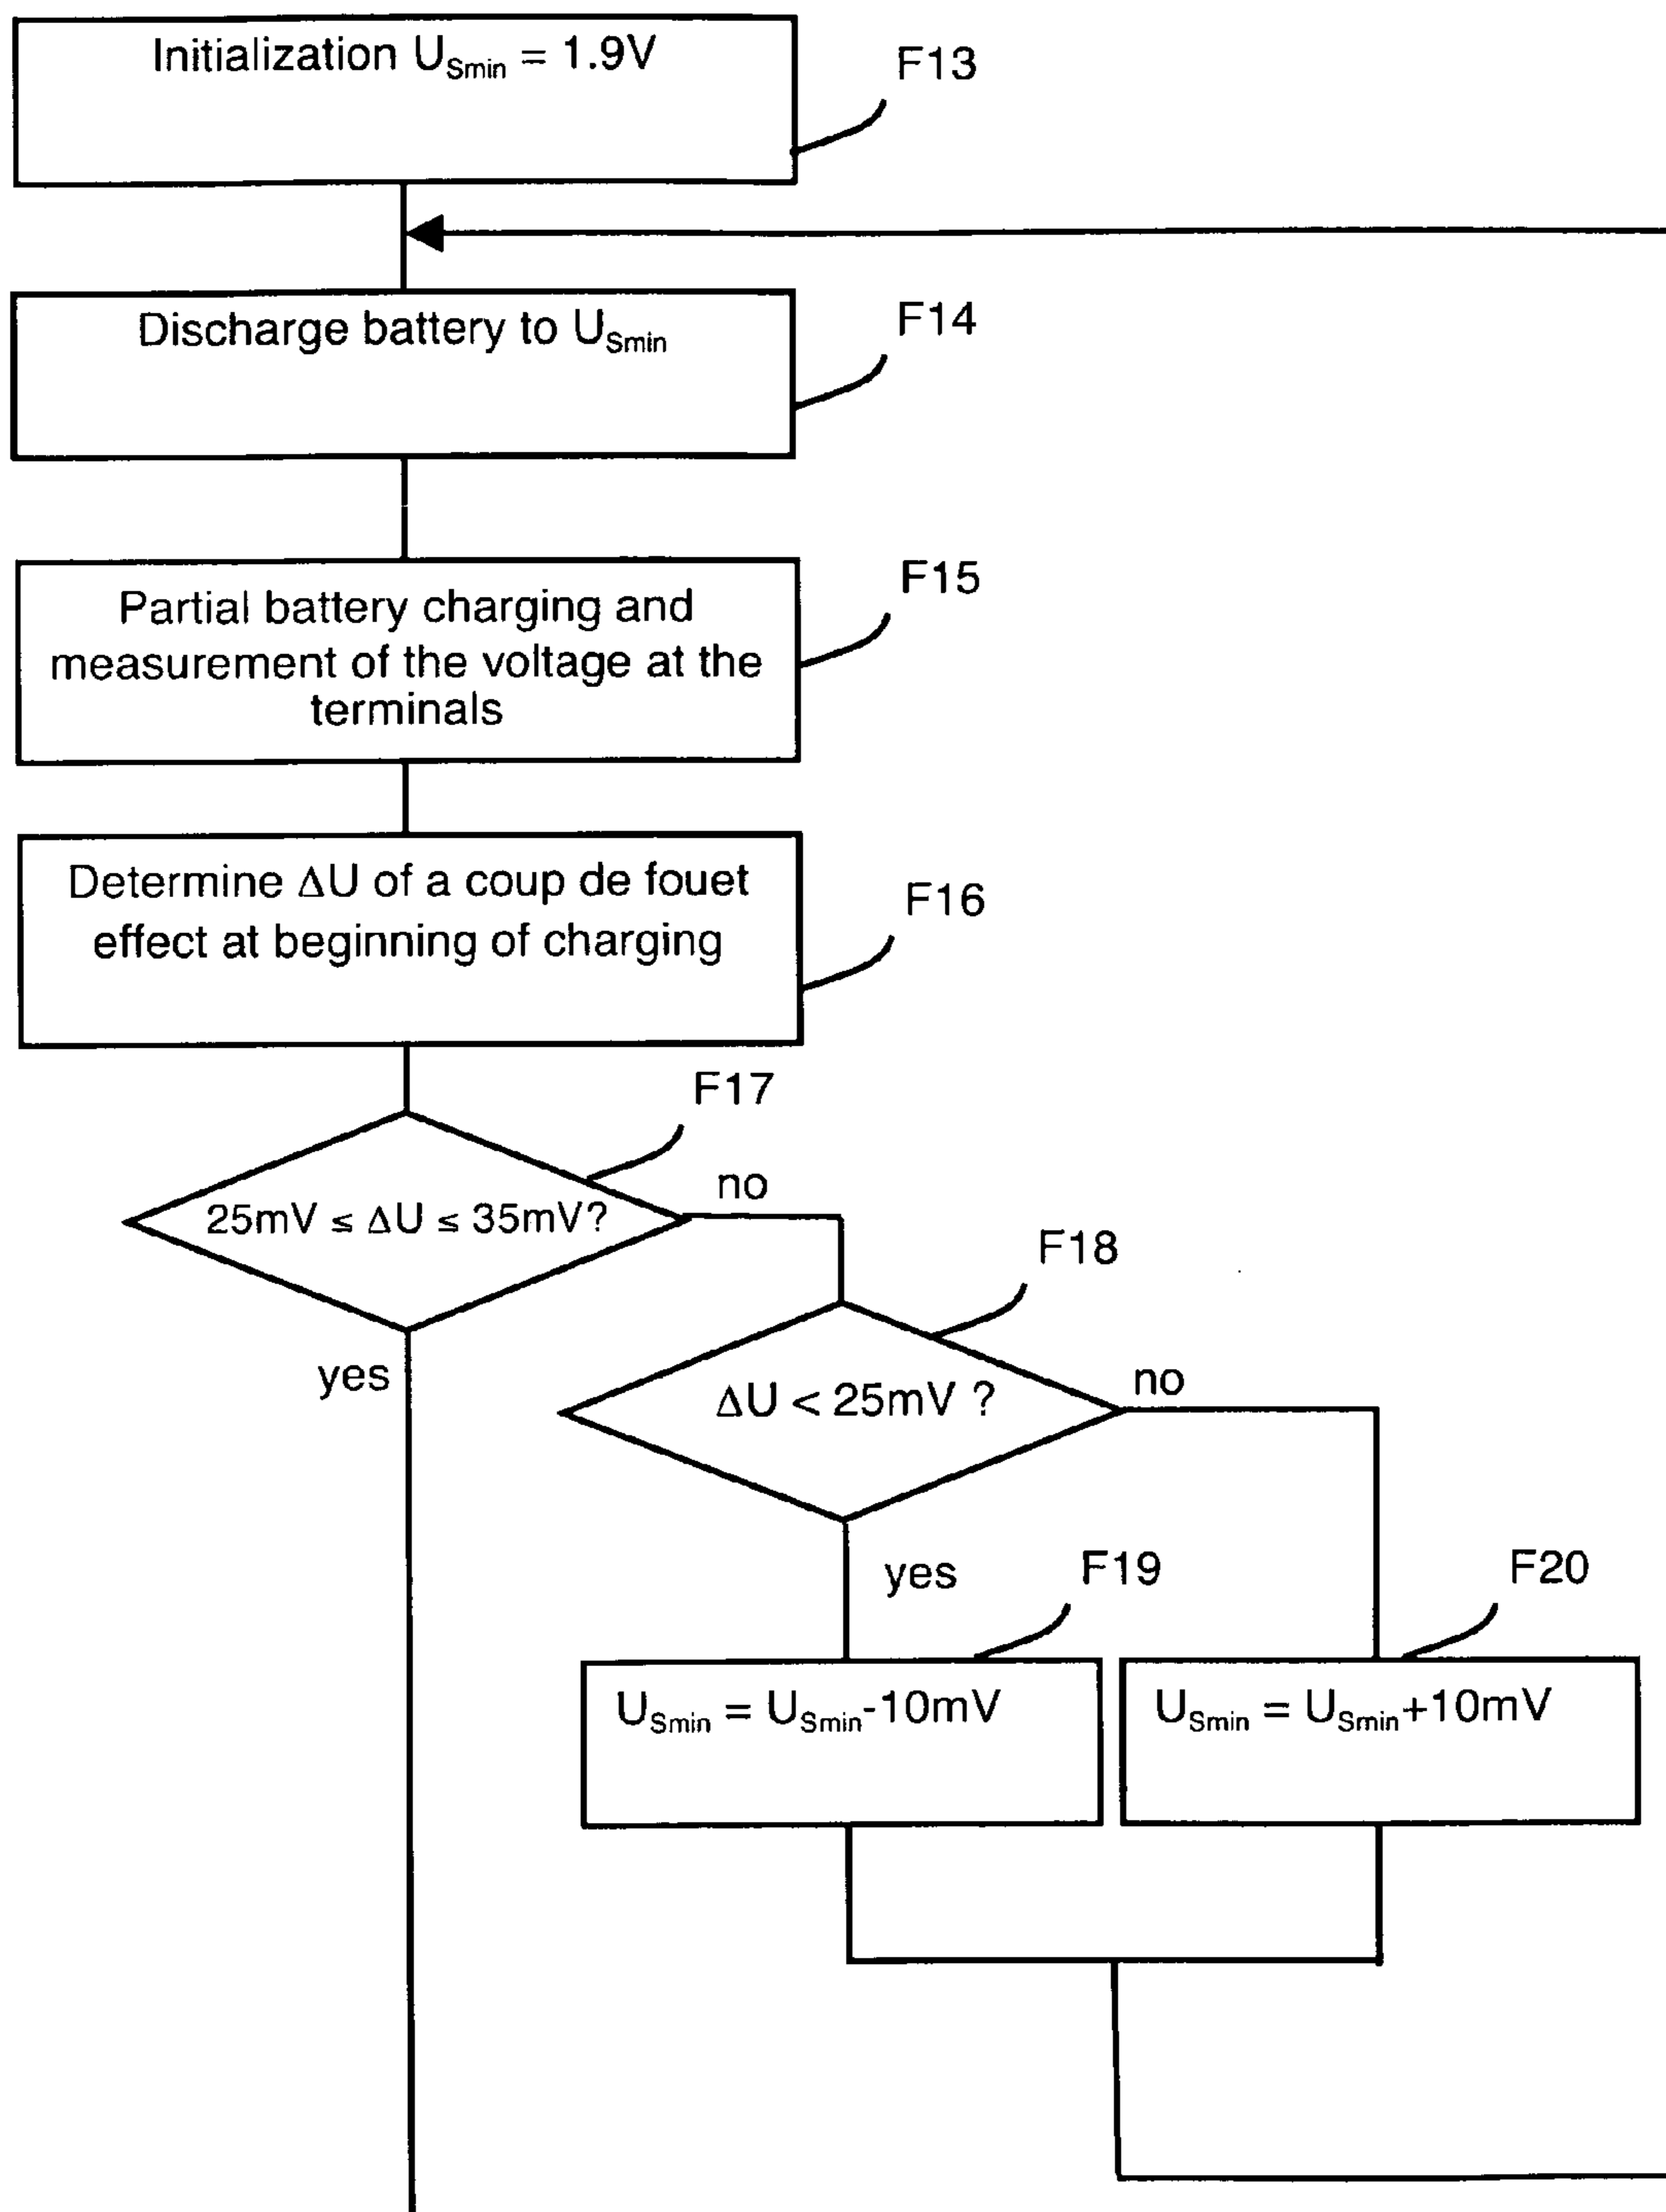 Initialization U_Smin = 1.9V
F13
Discharge battery to U_Smin
F14
Partial battery charging and
measurement of the voltage at the
terminals
F15
Determine ΔU of a coup de fouet
effect at beginning of charging
F16
F17
25mV ≤ ΔU ≤ 35mV?
no
yes
F18
ΔU < 25mV ?
no
yes
F19
F20
U_Smin = U_Smin-10mV
U_Smin = U_Smin+10mV